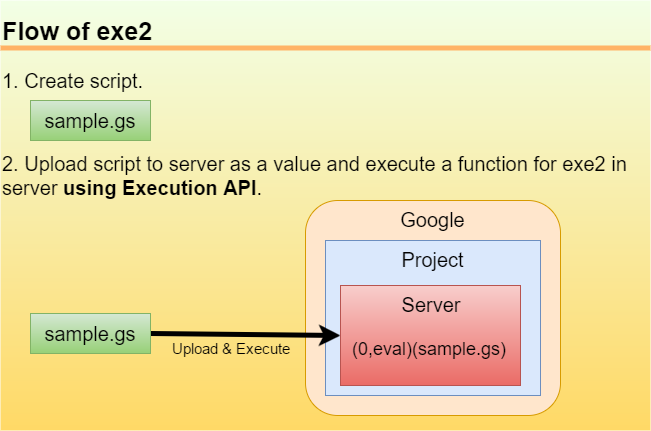 Flow of exe2
1. Create script.
sample.gs
2. Upload script to server as a value and execute a function for exe2 in
server using Execution API.
Google
Project
Server
(0,eval)(sample.gs)
sample.gs
Upload & Execute